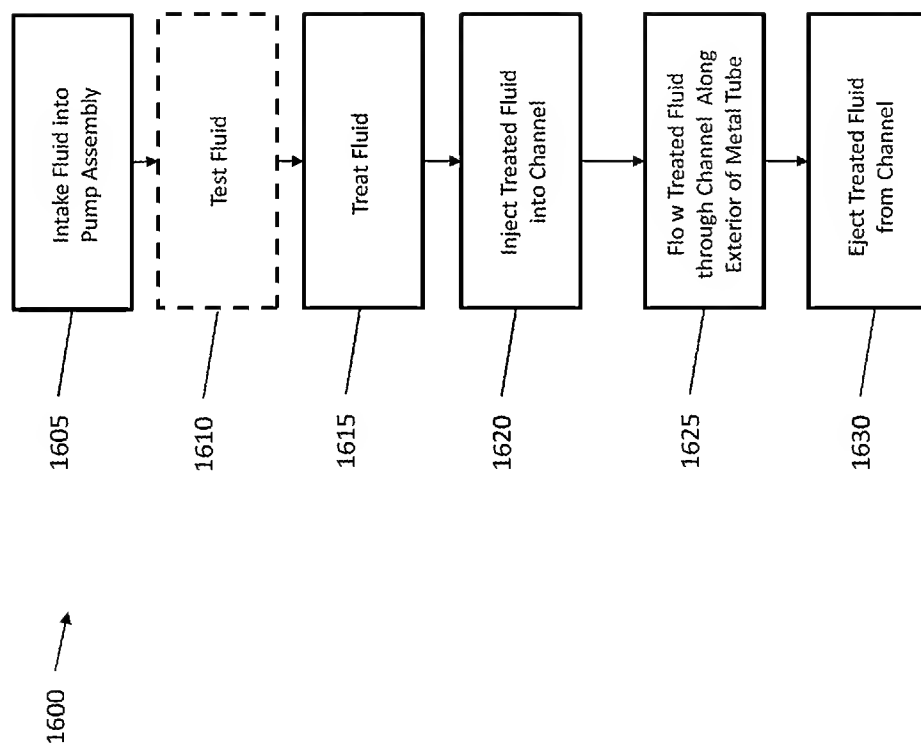 1600
1605
Intake Fluid into
Pump Assembly
1610
Test Fluid
1615
Treat Fluid
1620
Inject Treated Fluid
into Channel
1625
Flo w Treated Fluid
through Channel Along
Exterior of Metal Tube
1630
Eject Treated Fluid
from Channel